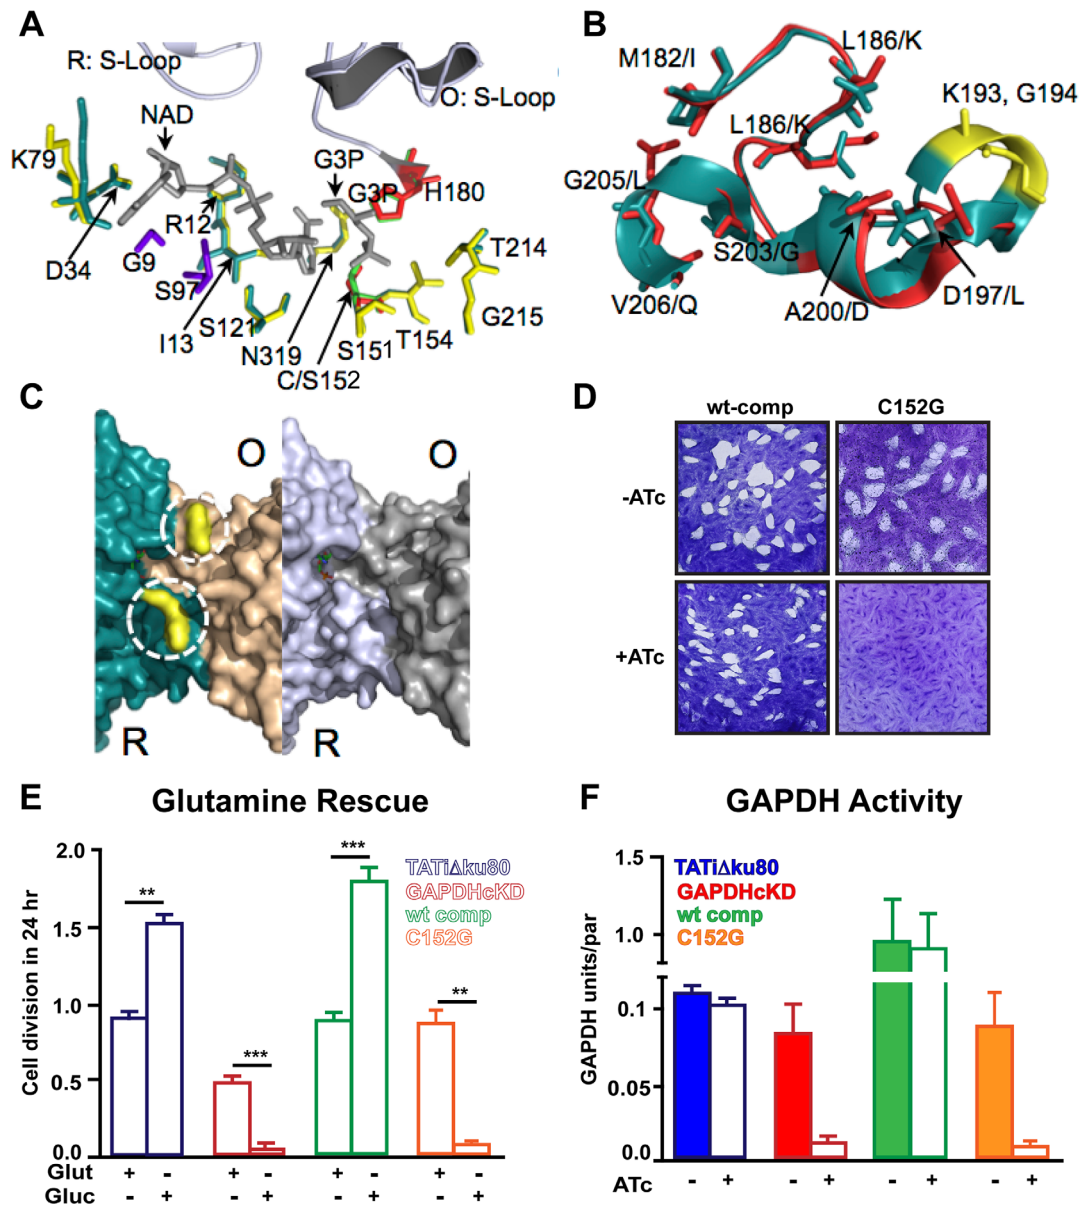 A
R: S-Loop
O: S-Loop
NAD
K79
G3P
G3P
H180
R12
D34
G9
S97
T214
I13
S121
N319
S151
T154
G215
C/S152
B
M182/I
L186/K
K193, G194
L186/K
G205/L
S203/G
V206/Q
A200/D
D197/L
C
O
O
R
R
D
wt-comp C152G
-ATc
+ATc
E
Glutamine Rescue
Cell division in 24 hr
2.0
1.5
1.0
0.5
0.0
** *** *** **
TATiΔku80
GAPDHcKD
wt comp
C152G
Glut + - + - + - + -
Gluc - + - + - + - +
F
GAPDH Activity
GAPDH units/par
1.5
1.0
0.1
0.05
0.0
TATiΔku80
GAPDHcKD
wt comp
C152G
ATc - + - + - + - +